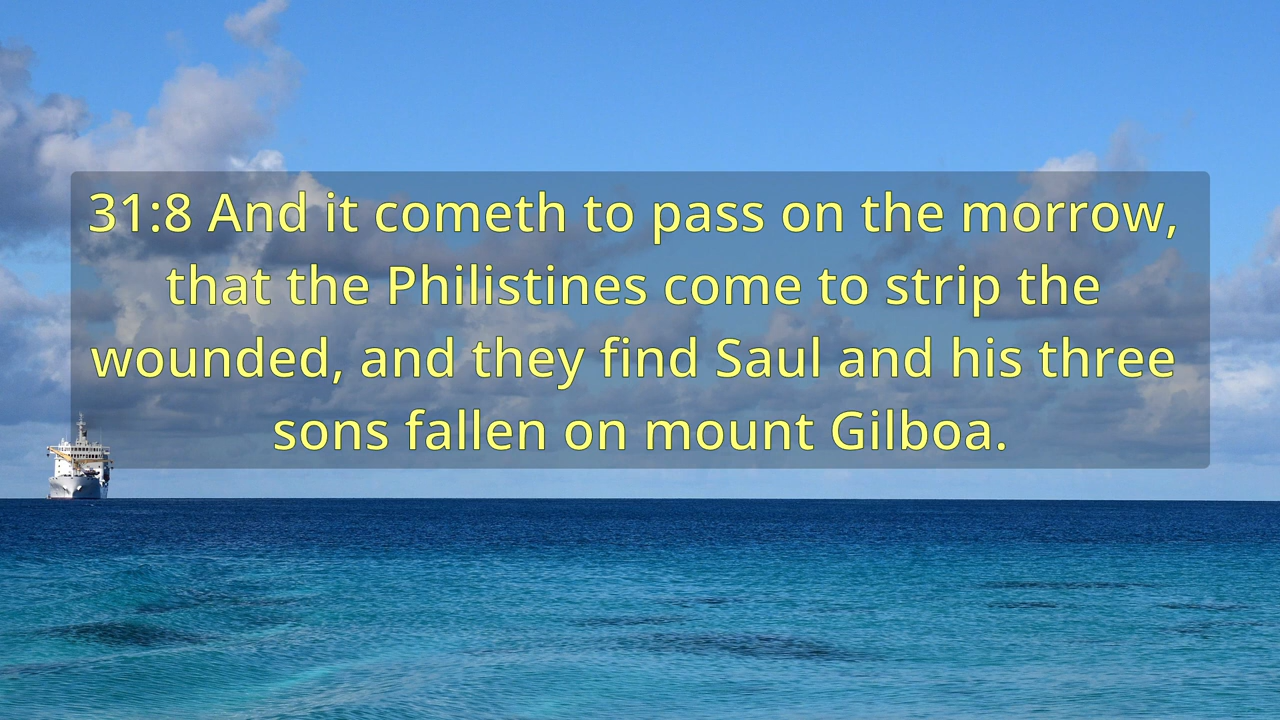 31:8 And it cometh to pass on the morrow,
that the Philistines come to strip the
wounded, and they find Saul and his three
sons fallen on mount Gilboa.